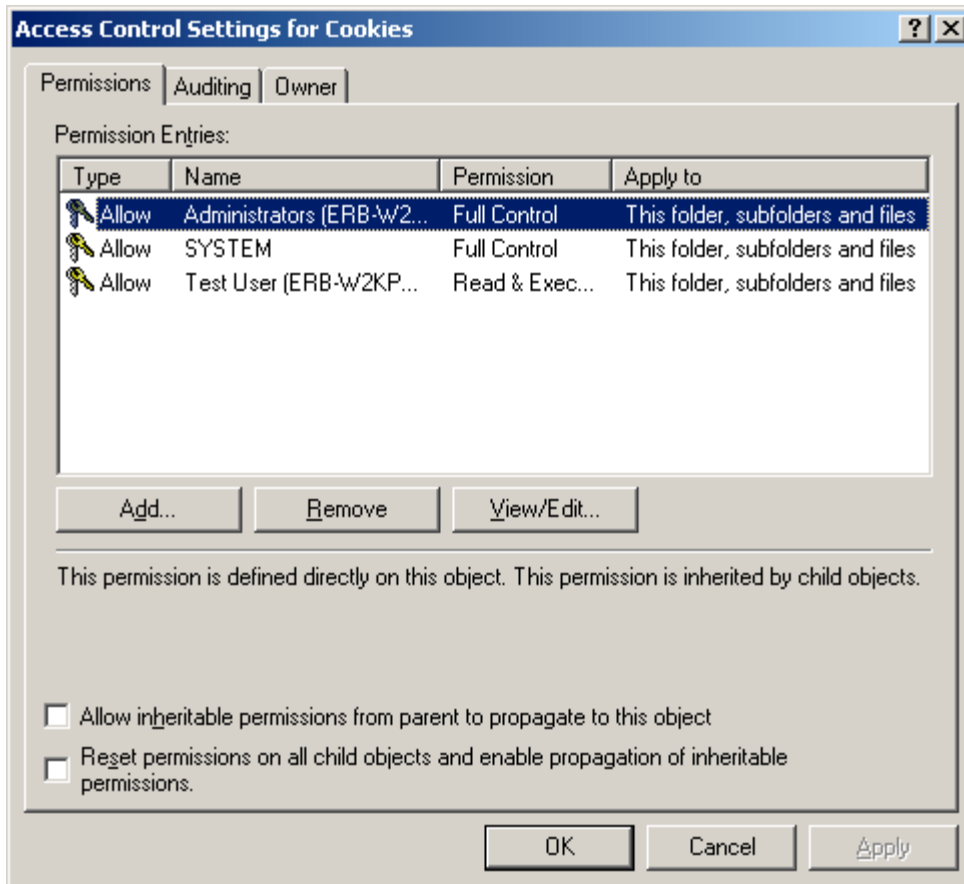 Access Control Settings for Cookies
Permissions Auditing Owner
Permission Entries:
Type Name Permission Apply to
Allow Administrators (ERB-W2... Full Control This folder, subfolders and files
Allow SYSTEM Full Control This folder, subfolders and files
Allow Test User (ERB-W2KP... Read & Exec... This folder, subfolders and files
Add... Remove View/Edit...
This permission is defined directly on this object. This permission is inherited by child objects.
Allow inheritable permissions from parent to propagate to this object
Reset permissions on all child objects and enable propagation of inheritable
permissions.
OK Cancel Apply